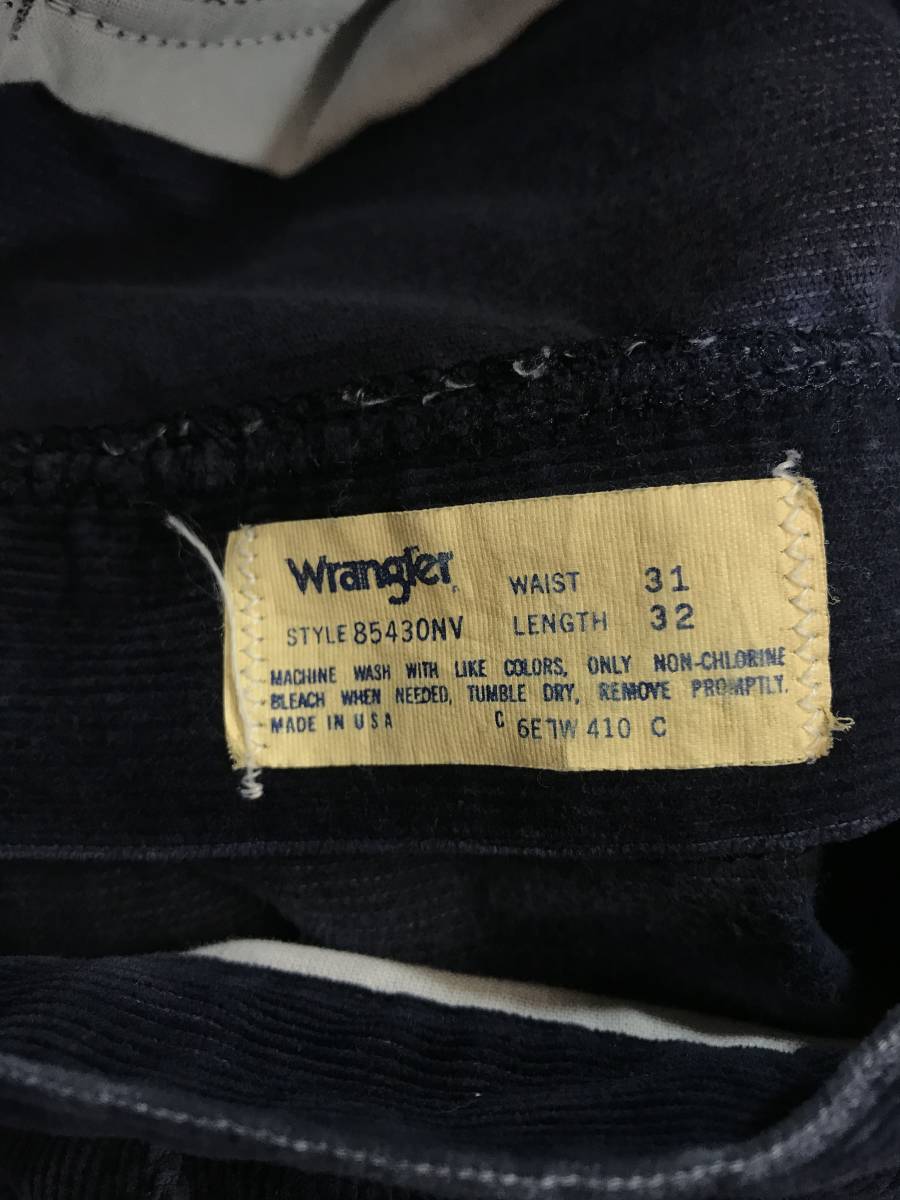 Wrangler
WAIST 31
STYLE 85430NV
LENGTH 32
MACHINE WASH WITH LIKE COLORS, ONLY NON-CHLORINE
BLEACH WHEN NEEDED, TUMBLE DRY, REMOVE PROMPTLY.
MADE IN USA C 410 C